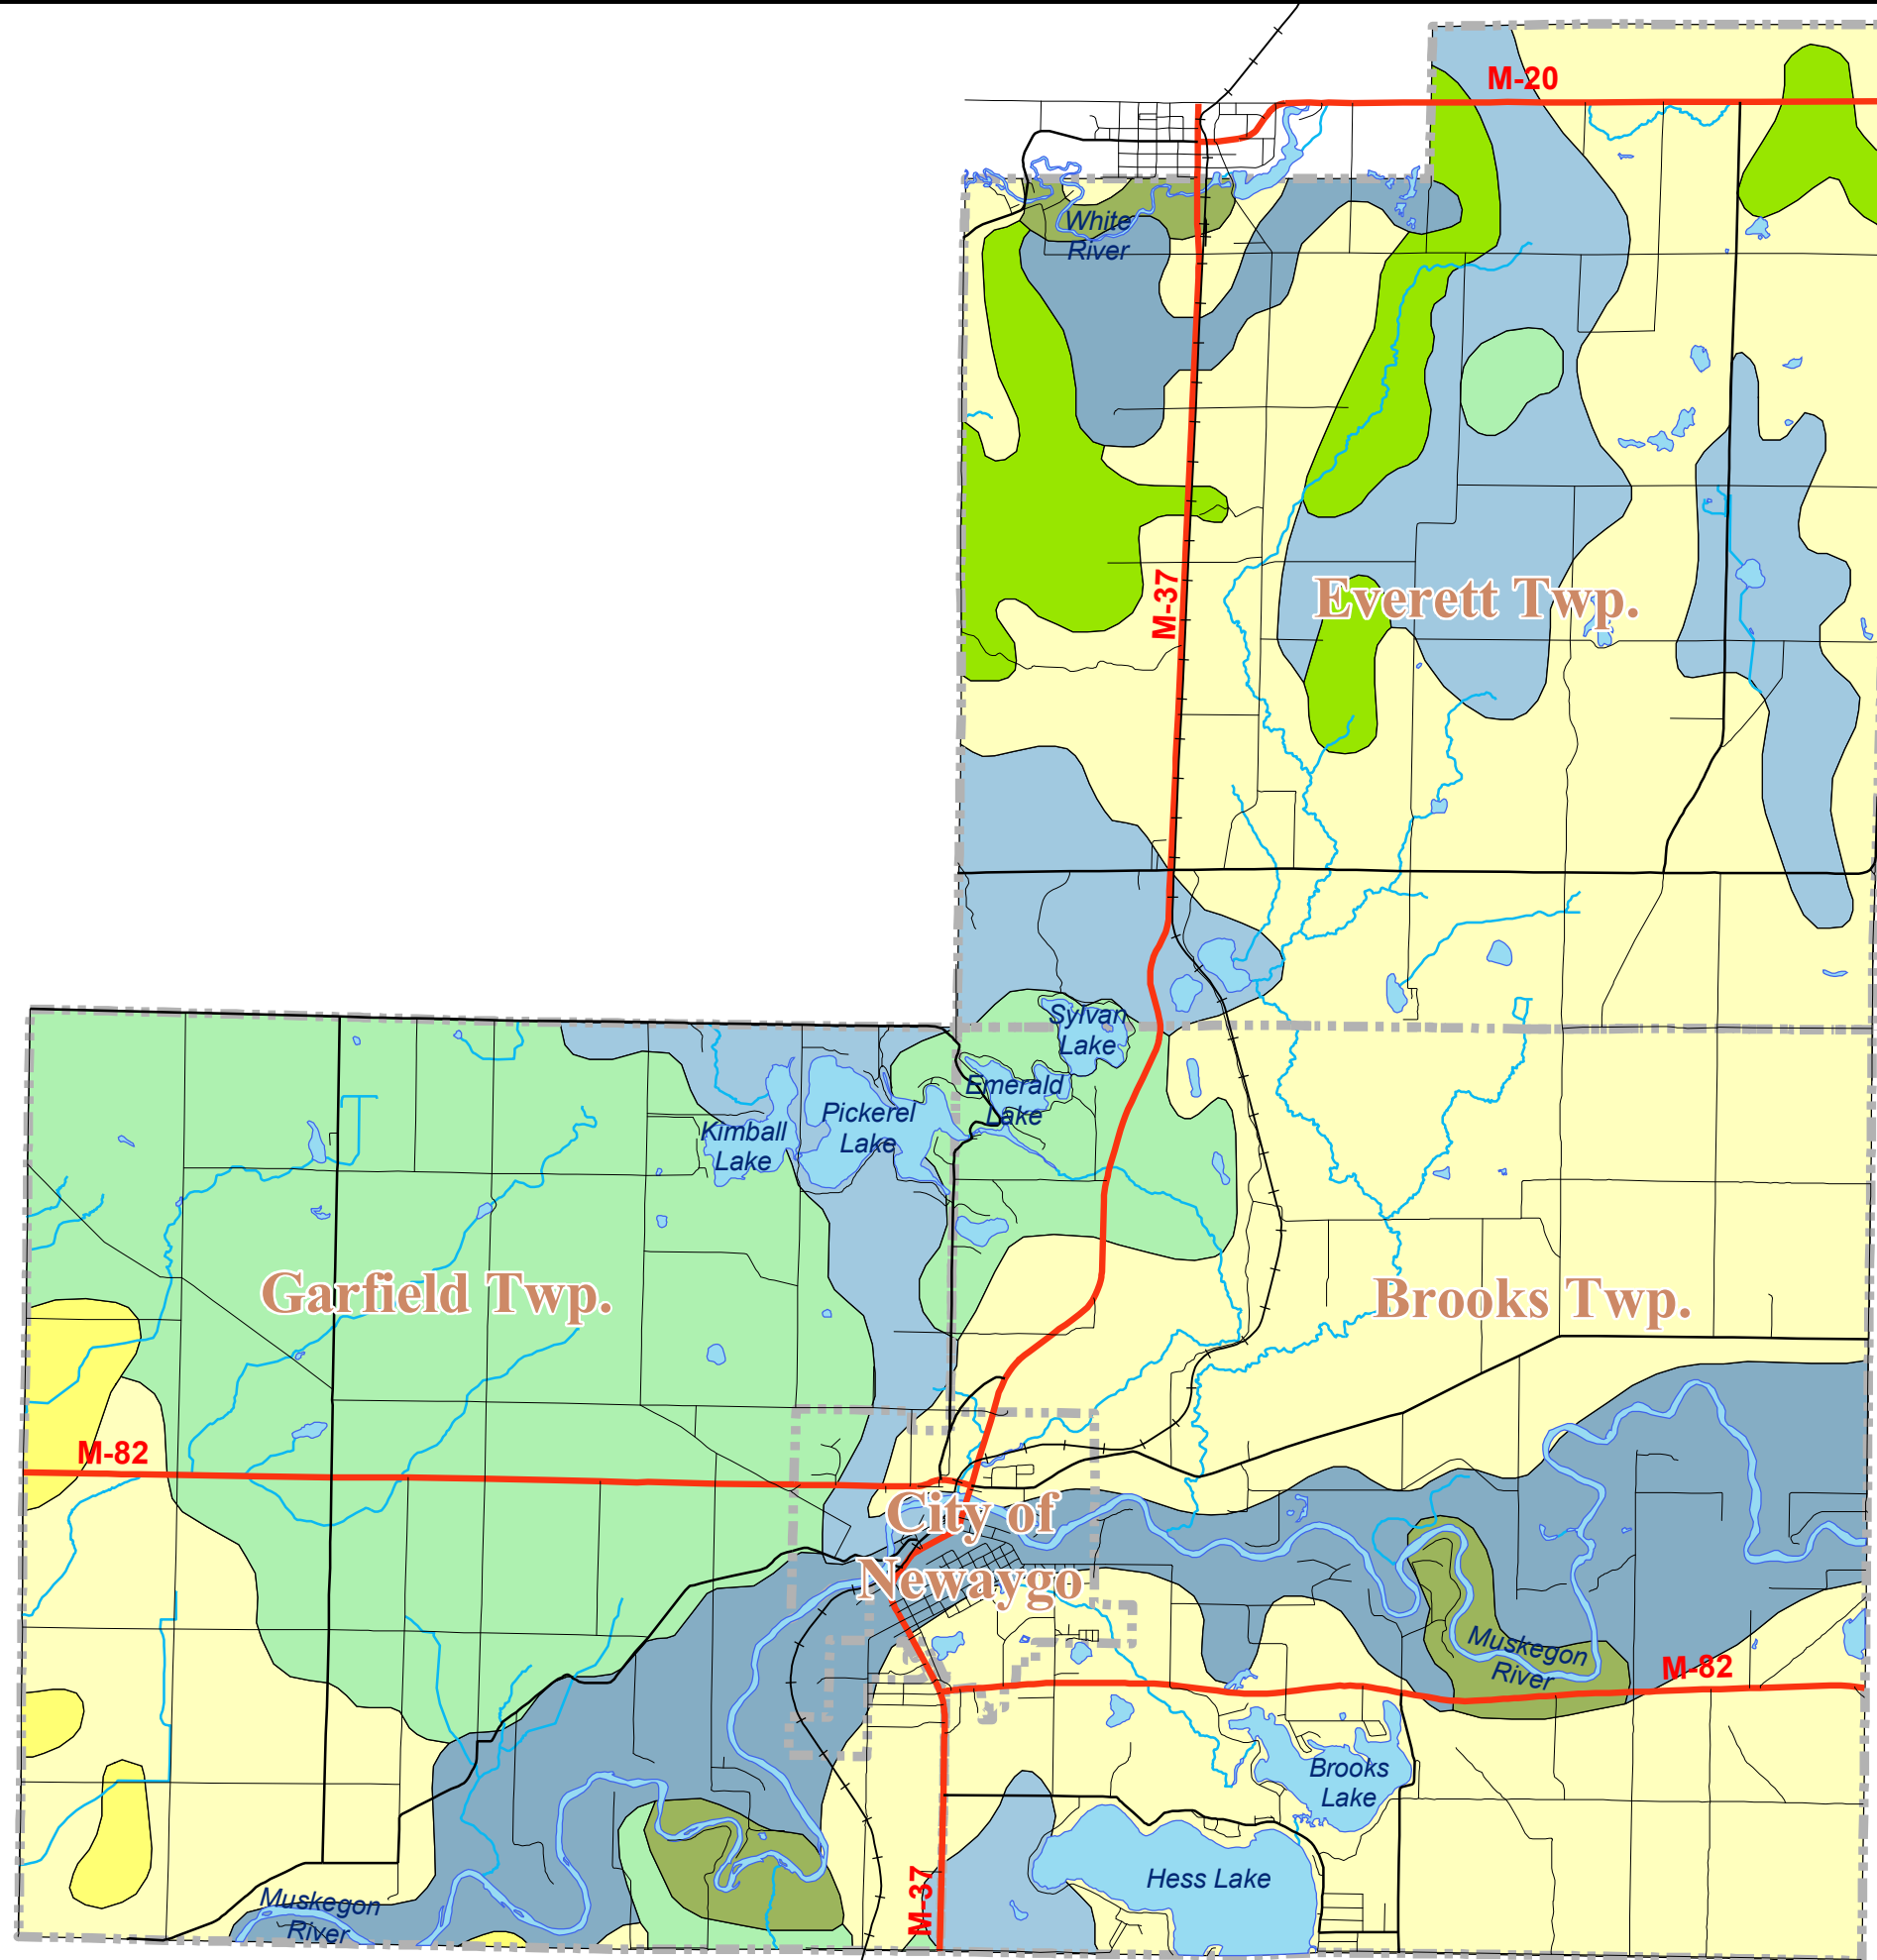 M-20
White
River
M-37
Everett Twp.
Sylvan
Lake
Emerald
Lake
Pickerel
Lake
Kimball
Lake
Garfield Twp.
Brooks Twp.
M-82
City of
Newaygo
Muskegon
River
M-82
Brooks
Lake
Hess Lake
M-37
Muskegon
River